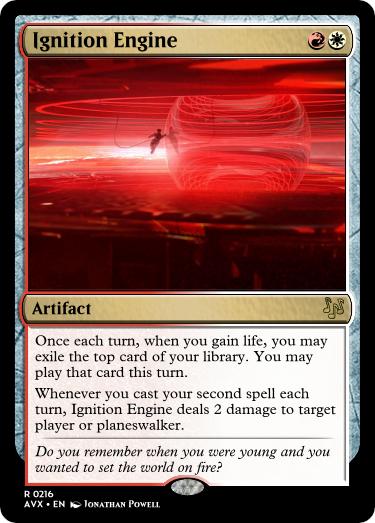 Ignition Engine
Artifact
Once each turn, when you gain life, you may
exile the top card of your library. You may
play that card this turn.
Whenever you cast your second spell each
turn, Ignition Engine deals 2 damage to target
player or planeswalker.
Do you remember when you were young and you
wanted to set the world on fire?
R 0216
AVX • EN Jonathan Powell